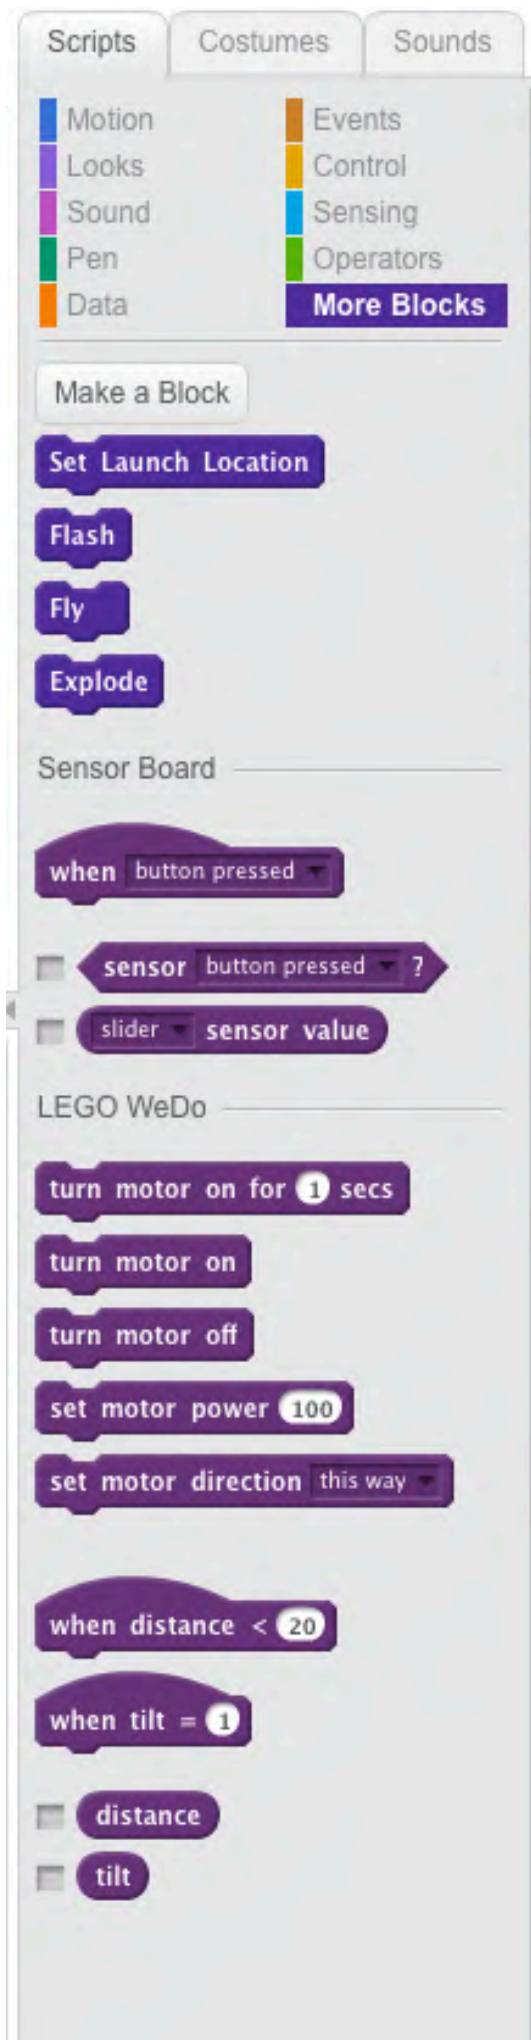 Scripts Costumes Sounds
Motion Events
Looks Control
Sound Sensing
Pen Operators
Data More Blocks
Make a Block
Set Launch Location
Flash
Fly
Explode
Sensor Board
when button pressed
sensor button pressed ?
slider sensor value
LEGO WeDo
turn motor on for 1 secs
turn motor on
turn motor off
set motor power 100
set motor direction this way
when distance < 20
when tilt = 1
distance
tilt